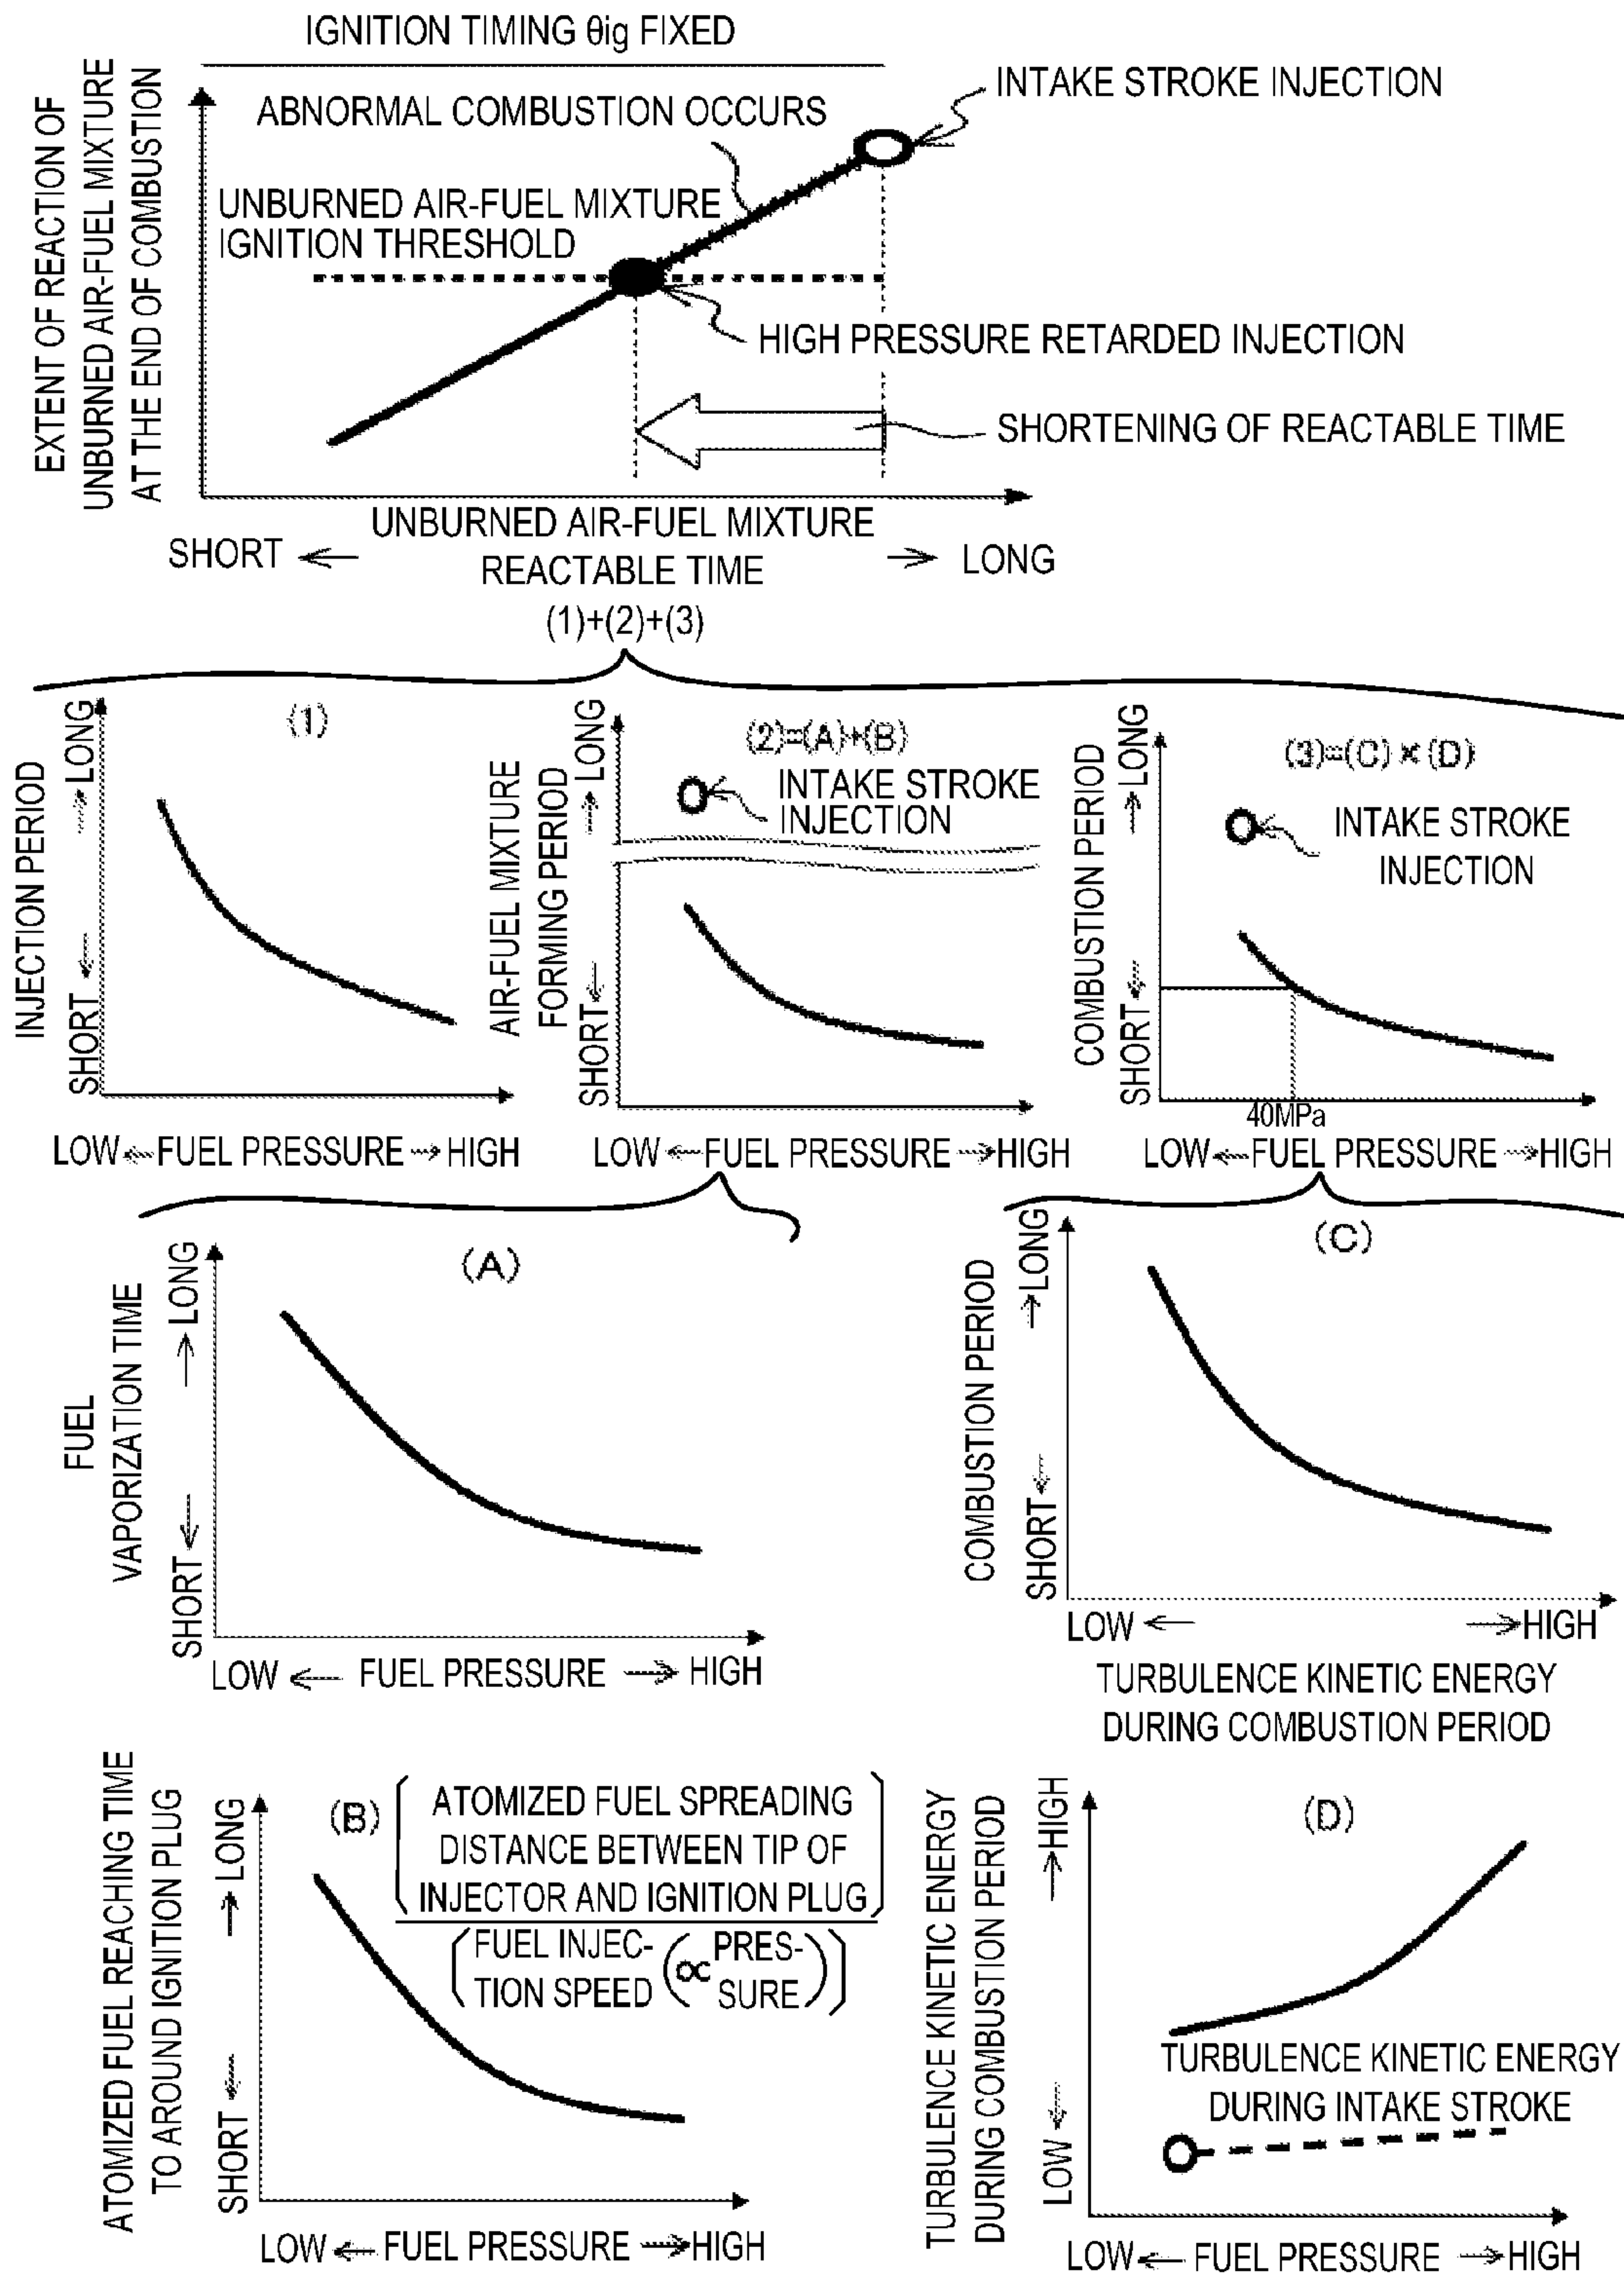 IGNITION TIMING θig FIXED
EXTENT OF REACTION OF
UNBURNED AIR-FUEL MIXTURE
AT THE END OF COMBUSTION
ABNORMAL COMBUSTION OCCURS
INTAKE STROKE INJECTION
UNBURNED AIR-FUEL MIXTURE
IGNITION THRESHOLD
HIGH PRESSURE RETARDED INJECTION
SHORTENING OF REACTABLE TIME
SHORT ← UNBURNED AIR-FUEL MIXTURE → LONG
REACTABLE TIME
(1)+(2)+(3)
(1)
INJECTION PERIOD
SHORT ← → LONG
LOW ← FUEL PRESSURE → HIGH
(2)=(A)+(B)
INTAKE STROKE
INJECTION
AIR-FUEL MIXTURE
FORMING PERIOD
SHORT ← → LONG
LOW ← FUEL PRESSURE → HIGH
(3)=(C) × (D)
INTAKE STROKE
INJECTION
COMBUSTION PERIOD
SHORT ← → LONG
40MPa
LOW ← FUEL PRESSURE → HIGH
(A)
FUEL
VAPORIZATION TIME
SHORT ← → LONG
LOW ← FUEL PRESSURE → HIGH
(C)
COMBUSTION PERIOD
SHORT ← → LONG
LOW ← → HIGH
TURBULENCE KINETIC ENERGY
DURING COMBUSTION PERIOD
(B)
ATOMIZED FUEL SPREADING
DISTANCE BETWEEN TIP OF
INJECTOR AND IGNITION PLUG
FUEL INJEC-
TION SPEED
(∝ PRES-
SURE)
ATOMIZED FUEL REACHING TIME
TO AROUND IGNITION PLUG
SHORT ← → LONG
LOW ← FUEL PRESSURE → HIGH
(D)
TURBULENCE KINETIC ENERGY
DURING COMBUSTION PERIOD
LOW ← → HIGH
TURBULENCE KINETIC ENERGY
DURING INTAKE STROKE
LOW ← FUEL PRESSURE → HIGH